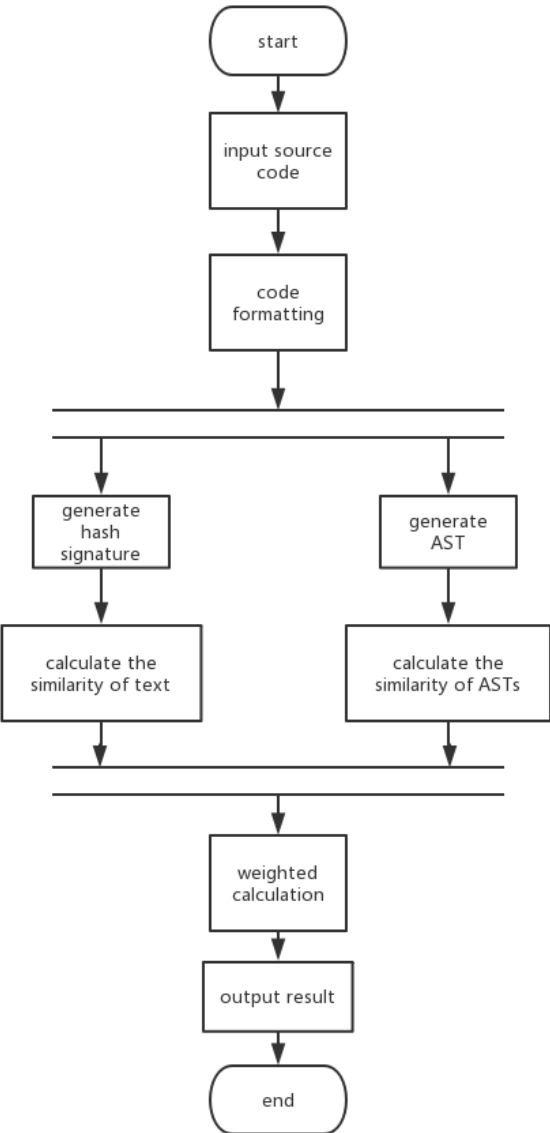 start
input source
code
code
formatting
generate
hash
signature
generate
AST
calculate the
similarity of text
calculate the
similarity of ASTs
weighted
calculation
output result
end